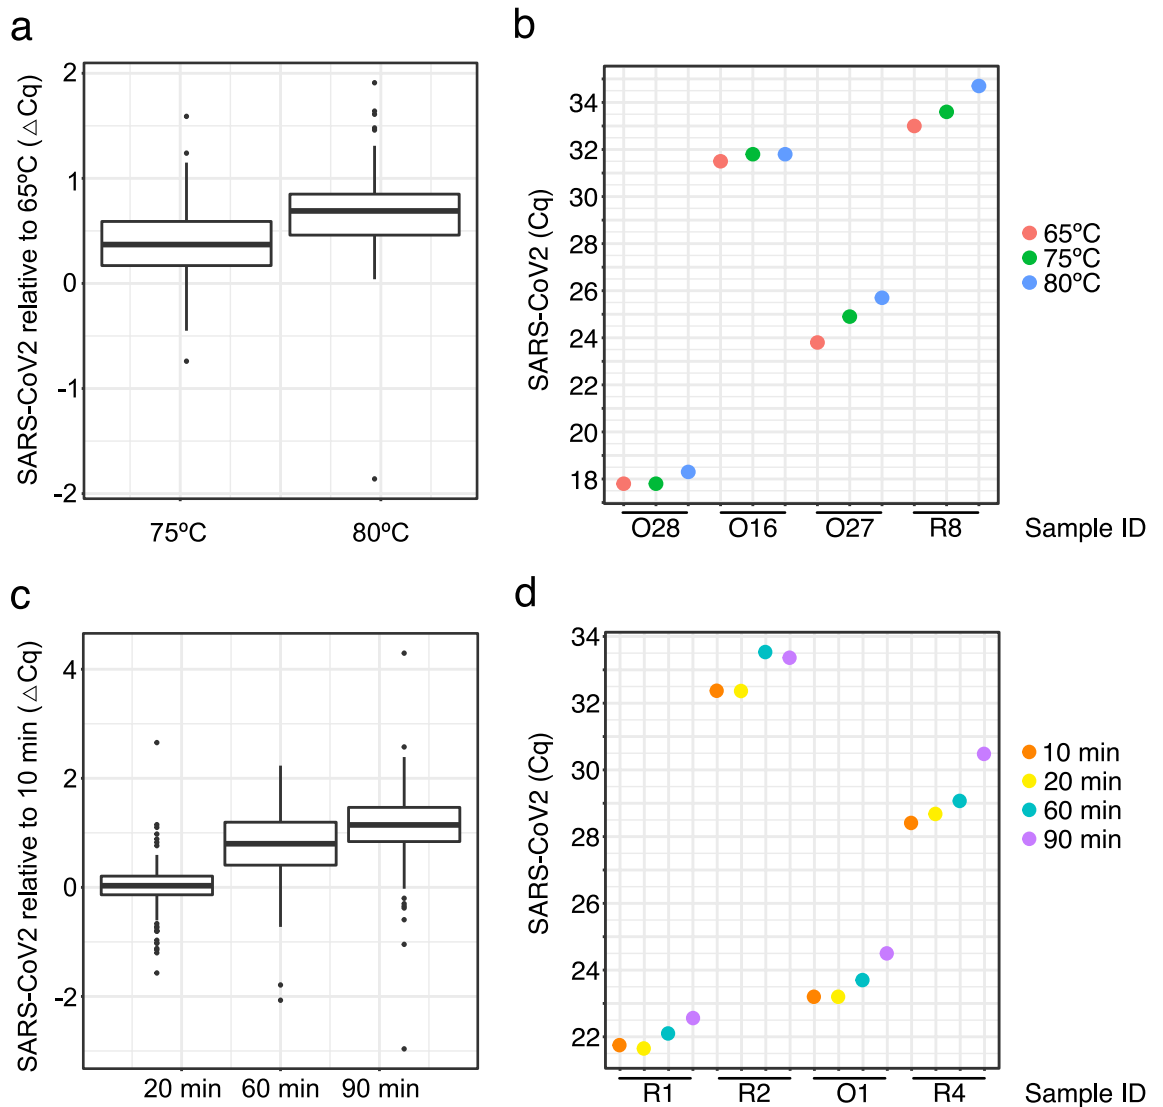 a
SARS-CoV2 relative to 65ºC (△Cq)
2
1
0
-1
-2
75ºC 80ºC
b
SARS-CoV2 (Cq)
34
32
30
28
26
24
22
20
18
O28 O16 O27 R8 Sample ID
65ºC
75ºC
80ºC
c
SARS-CoV2 relative to 10 min (△Cq)
4
2
0
-2
20 min 60 min 90 min
d
SARS-CoV2 (Cq)
34
32
30
28
26
24
22
R1 R2 O1 R4 Sample ID
10 min
20 min
60 min
90 min